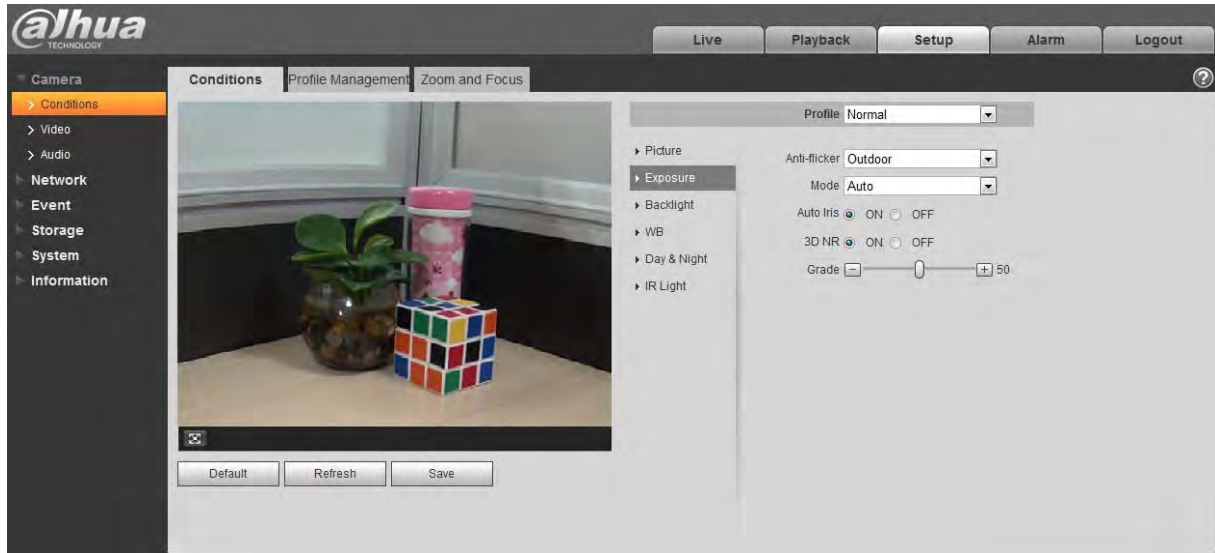 alhua
TECHNOLOGY
Live Playback Setup Alarm Logout
Camera
Conditions
Video
Audio
Network
Event
Storage
System
Information
Conditions Profile Management Zoom and Focus
Default Refresh Save
Profile Normal
Picture
Exposure
Backlight
WB
Day & Night
IR Light
Anti-flicker Outdoor
Mode Auto
Auto Iris ON OFF
3D NR ON OFF
Grade 50